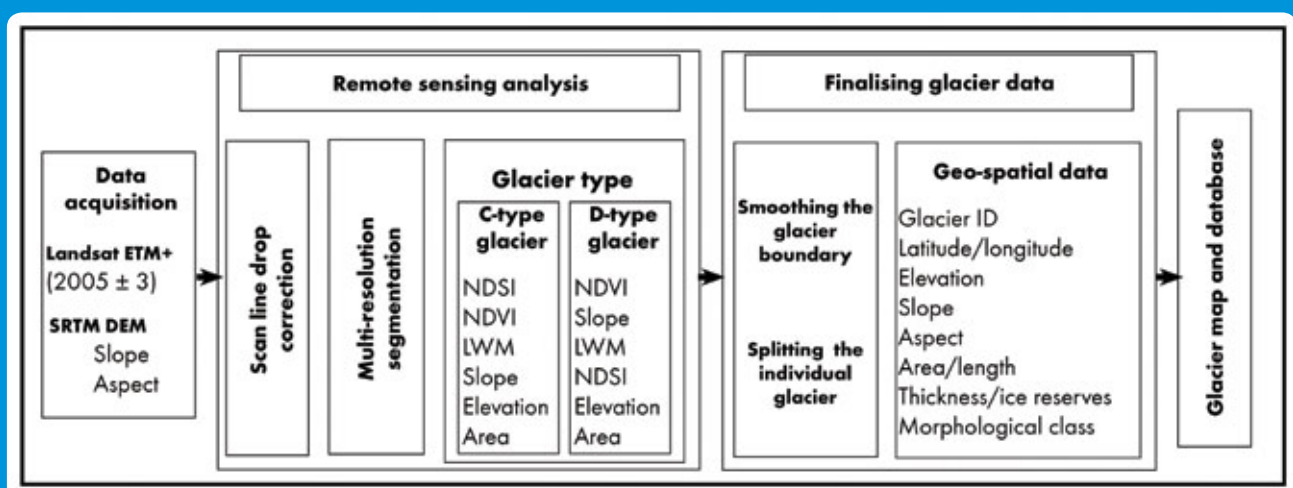 Data
acquisition
Landsat ETM+
(2005 ± 3)
SRTM DEM
Slope
Aspect
Remote sensing analysis
Scan line drop
correction
Multi-resolution
segmentation
Glacier type
C-type
glacier
NDSI
NDVI
LWM
Slope
Elevation
Area
D-type
glacier
NDVI
Slope
LWM
NDSI
Elevation
Area
Finalising glacier data
Smoothing the
glacier
boundary
Splitting the
individual
glacier
Geo-spatial data
Glacier ID
Latitude/longitude
Elevation
Slope
Aspect
Area/length
Thickness/ice reserves
Morphological class
Glacier map and database